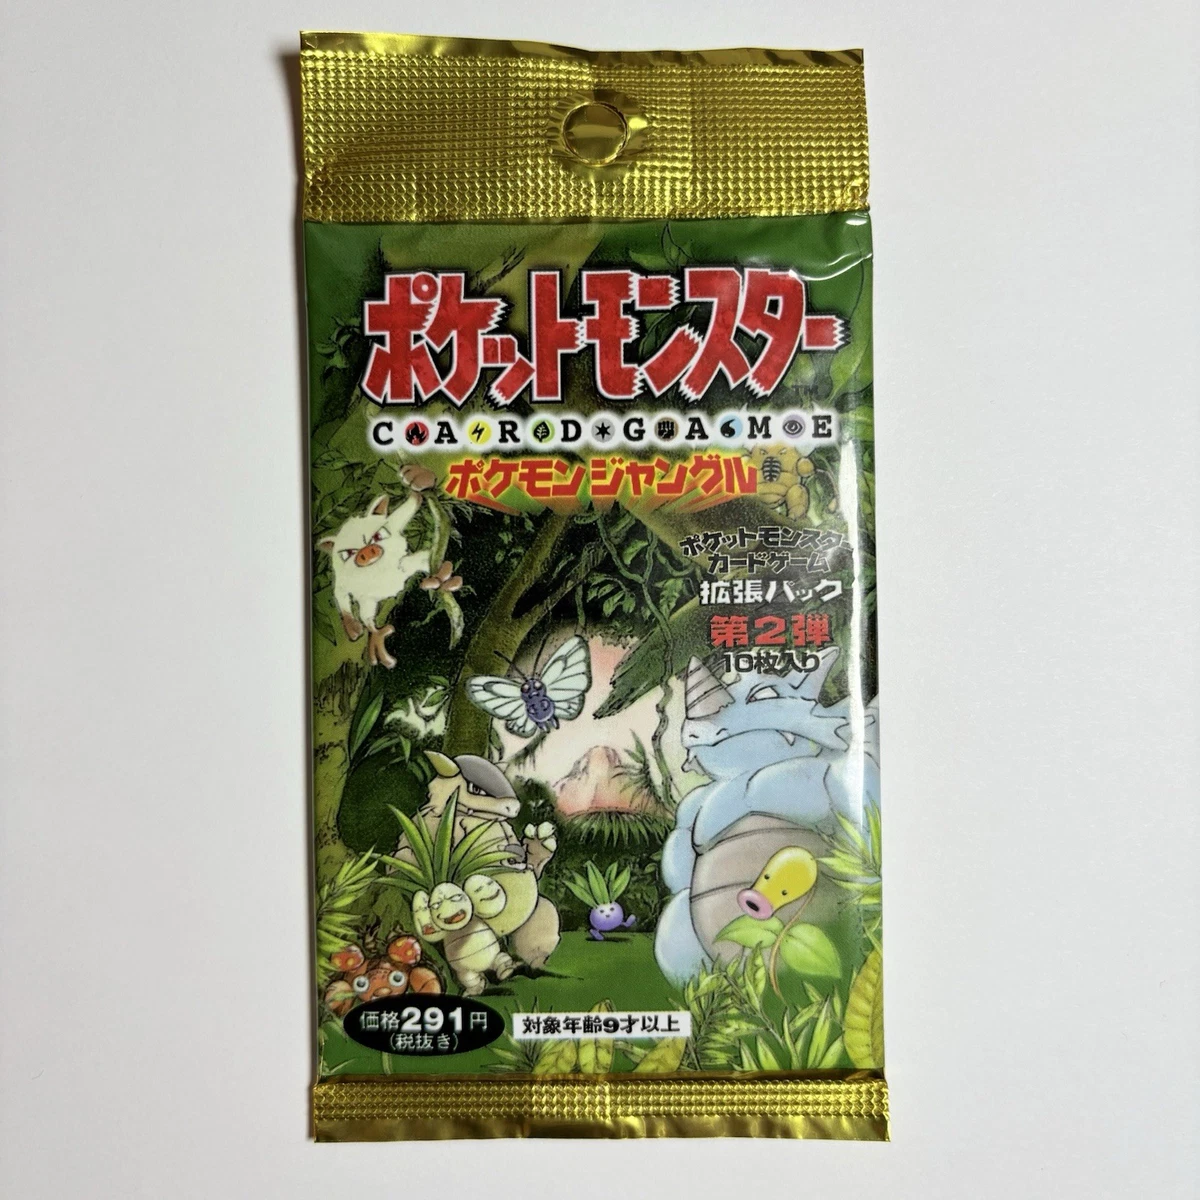 ポケットモンスター
TM
CARD GAME
ポケモンジャングル
ポケットモンスター
カードゲーム
拡張パック
第2弾
10枚入り
価格291円
(税抜き)
対象年齢9才以上